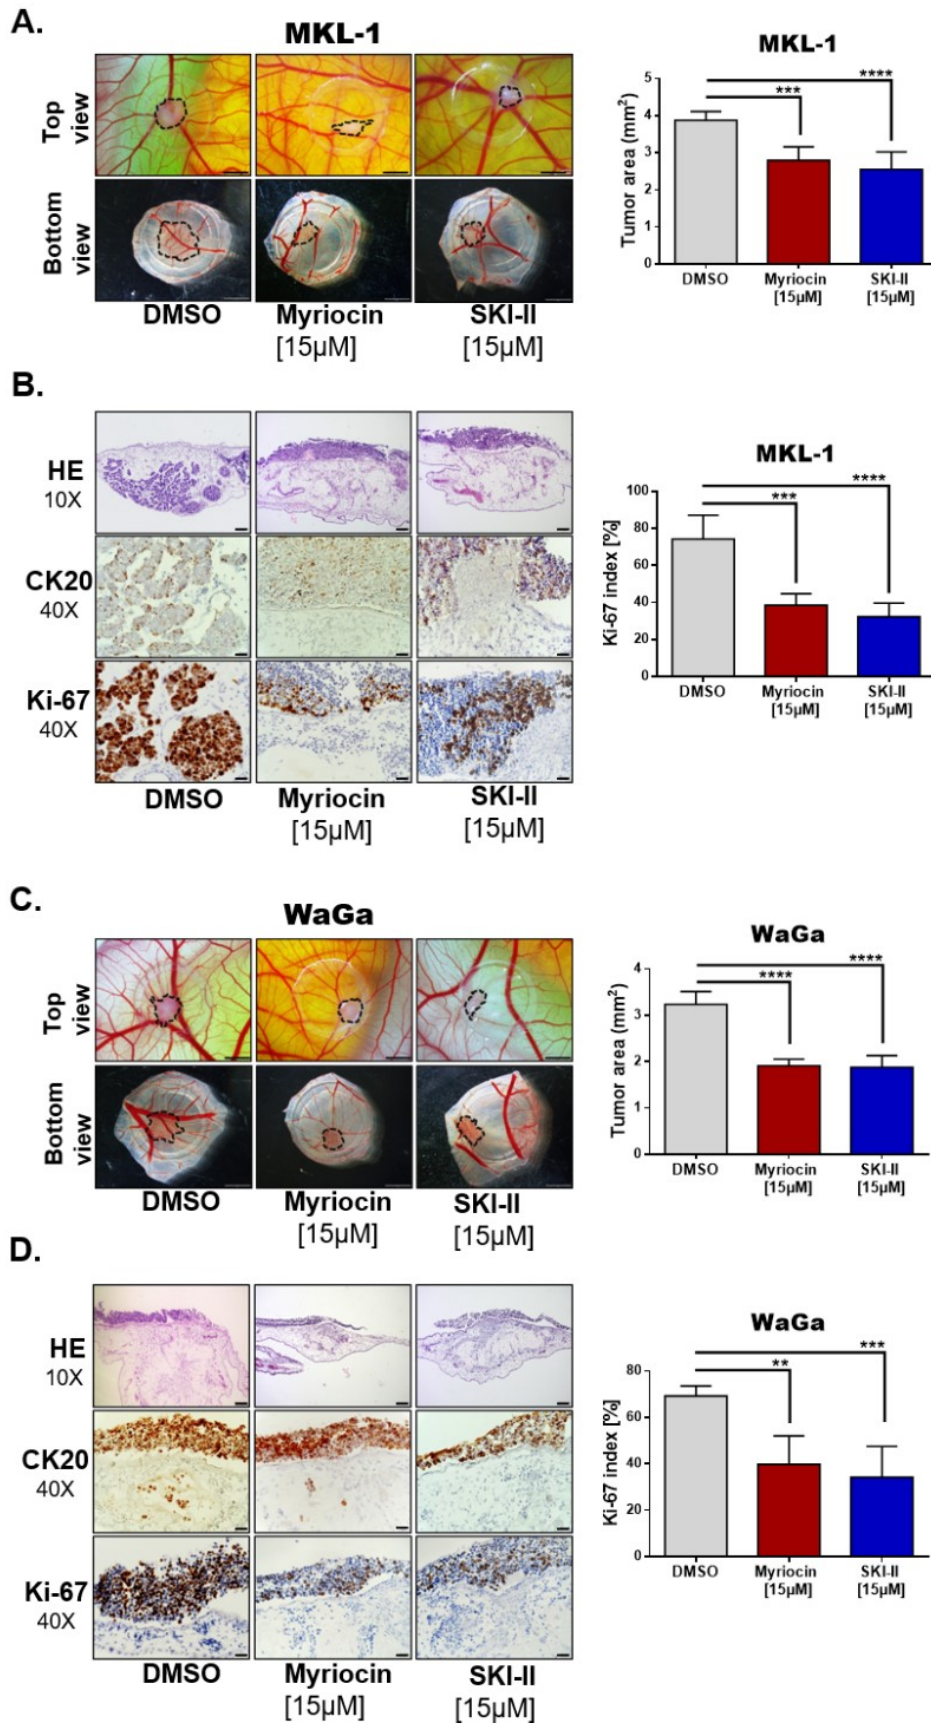 A.
MKL-1
Top
view
Bottom
view
DMSO
Myriocin
[15µM]
SKI-II
[15µM]
MKL-1
Tumor area (mm²)
5
4
3
2
1
0
***
****
DMSO
Myriocin
[15µM]
SKI-II
[15µM]
B.
HE
10X
CK20
40X
Ki-67
40X
DMSO
Myriocin
[15µM]
SKI-II
[15µM]
MKL-1
Ki-67 index [%]
100
80
60
40
20
0
***
****
DMSO
Myriocin
[15µM]
SKI-II
[15µM]
C.
WaGa
Top
view
Bottom
view
DMSO
Myriocin
[15µM]
SKI-II
[15µM]
WaGa
Tumor area (mm²)
4
3
2
1
0
****
****
DMSO
Myriocin
[15µM]
SKI-II
[15µM]
D.
HE
10X
CK20
40X
Ki-67
40X
DMSO
Myriocin
[15µM]
SKI-II
[15µM]
WaGa
Ki-67 index [%]
80
60
40
20
0
**
***
DMSO
Myriocin
[15µM]
SKI-II
[15µM]